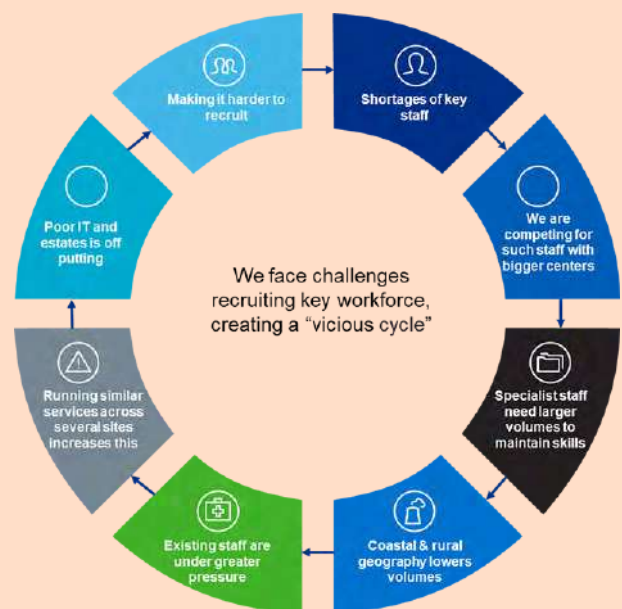 Making it harder to
recruit
Shortages of key
staff
We are
competing for
such staff with
bigger centers
Specialist staff
need larger
volumes to
maintain skills
Coastal & rural
geography lowers
volumes
Existing staff are
under greater
pressure
Running similar
services across
several sites
increases this
Poor IT and
estates is off
putting
We face challenges
recruiting key workforce,
creating a “vicious cycle”